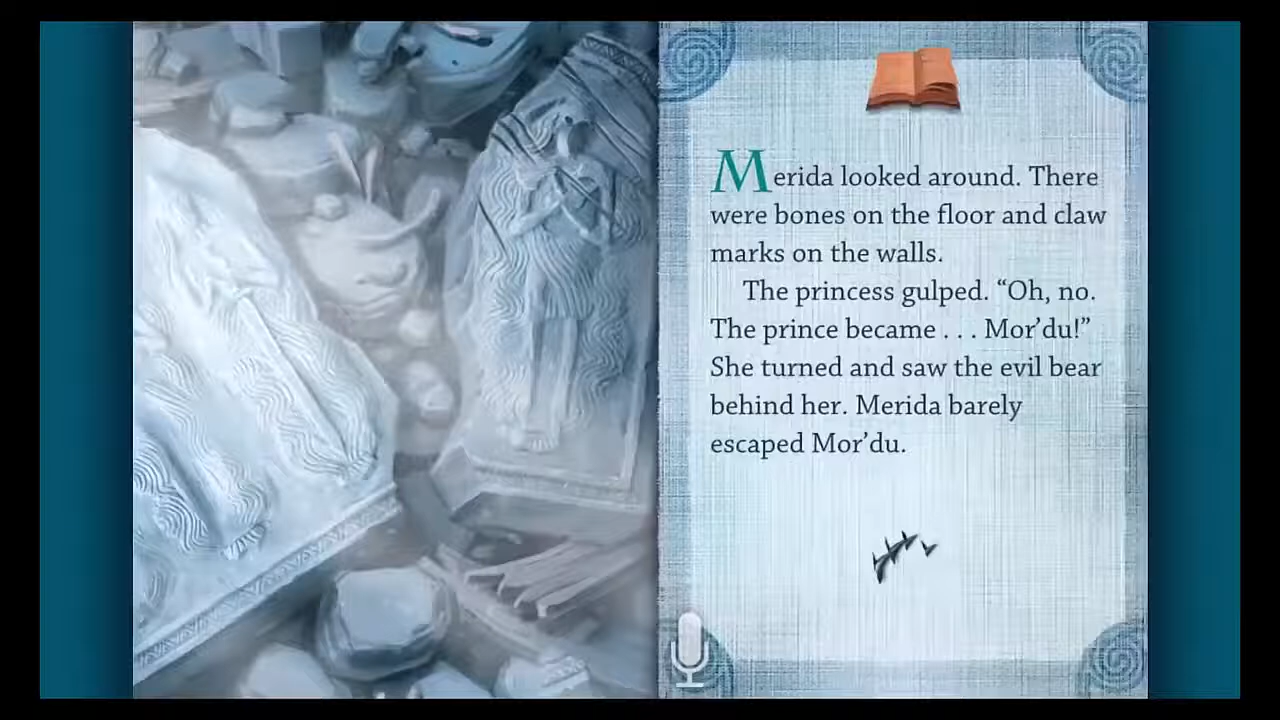 Merida looked around. There
were bones on the floor and claw
marks on the walls.
The princess gulped. “Oh, no.
The prince became . . . Mor’du!”
She turned and saw the evil bear
behind her. Merida barely
escaped Mor’du.